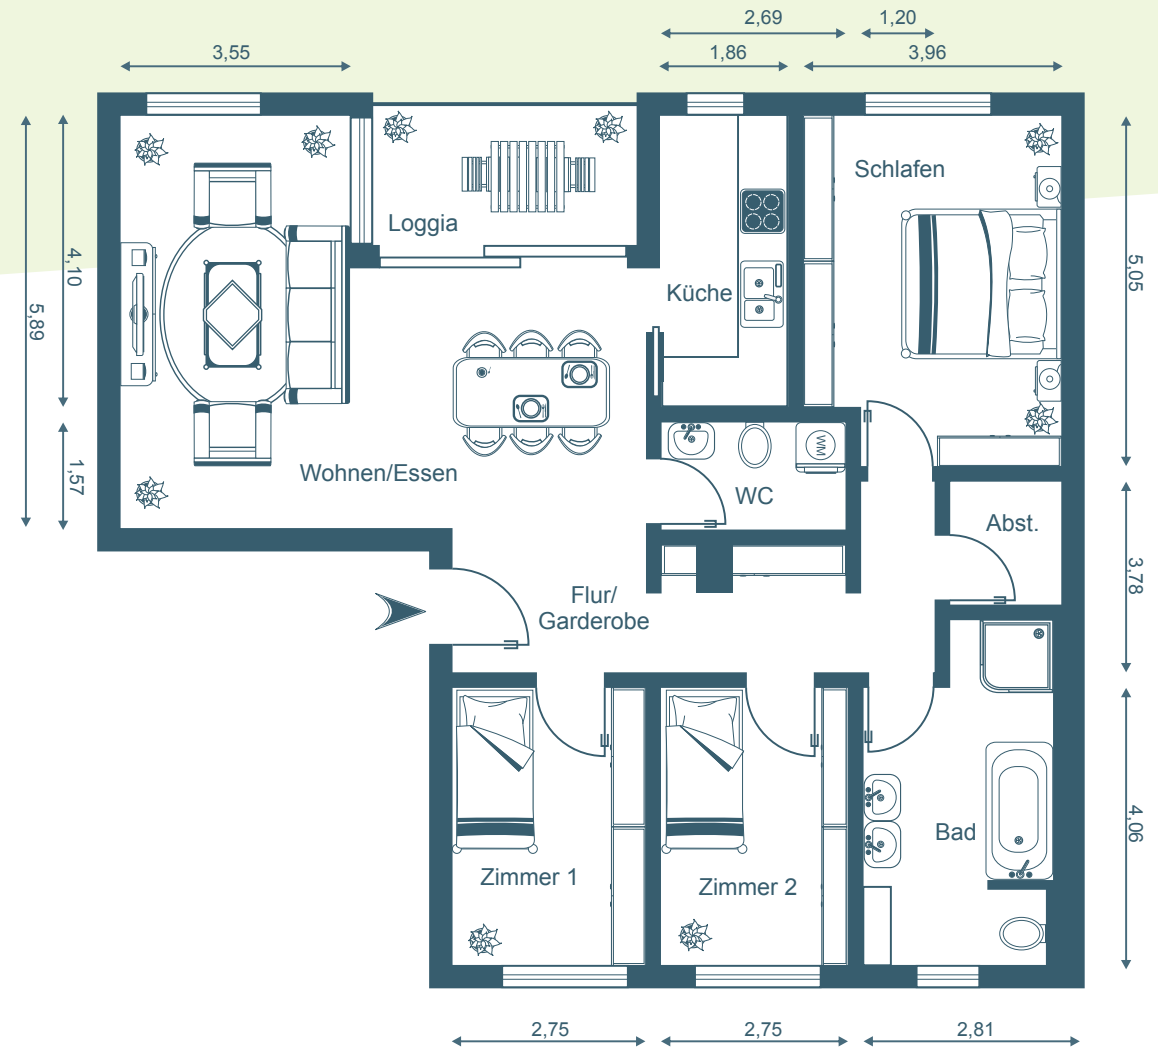 2,69
1,20
3,55
1,86
3,96
Schlafen
Loggia
4,10
5,05
Küche
5,89
Wohnen/Essen
1,57
WM
WC
Abst.
3,78
Flur/
Garderobe
4,06
Bad
Zimmer 1
Zimmer 2
2,75
2,75
2,81